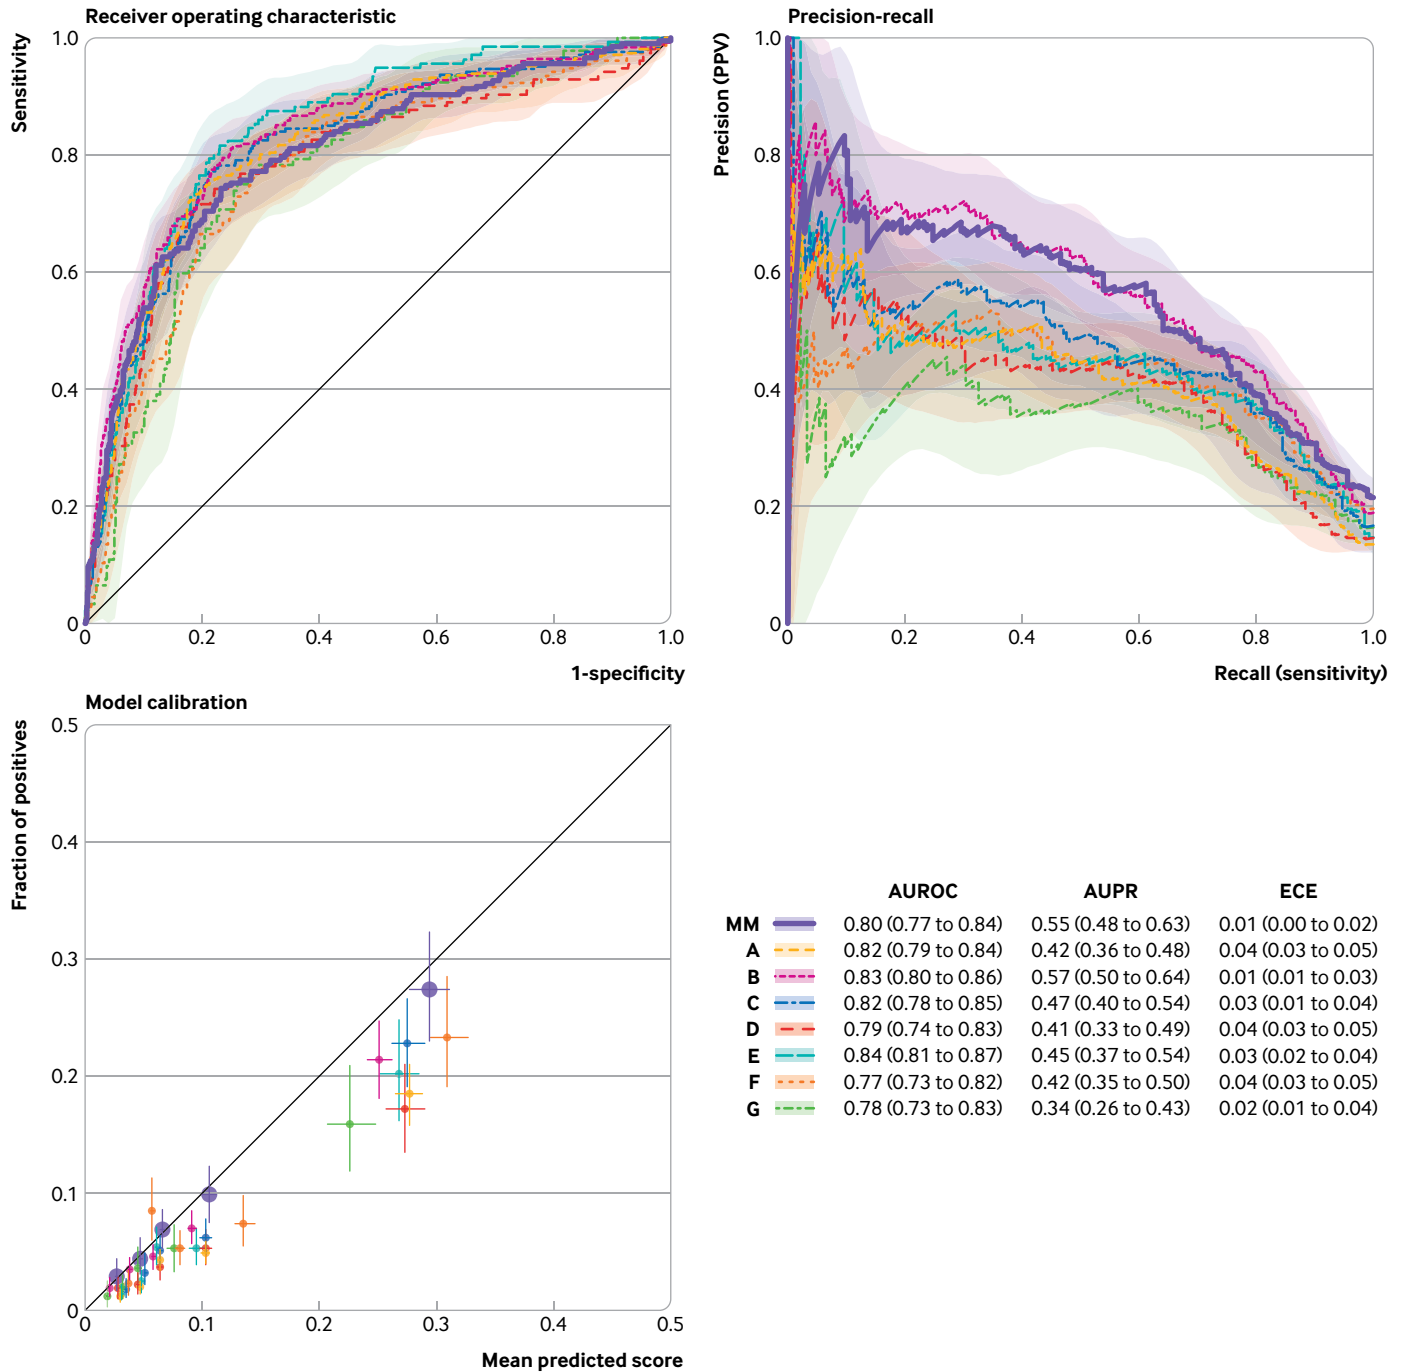 Receiver operating characteristic
Sensitivity
1.0
0.8
0.6
0.4
0.2
0
0 0.2 0.4 0.6 0.8 1.0
1-specificity
Precision-recall
Precision (PPV)
1.0
0.8
0.6
0.4
0.2
0
0 0.2 0.4 0.6 0.8 1.0
Recall (sensitivity)
Model calibration
Fraction of positives
0.5
0.4
0.3
0.2
0.1
0
0 0.1 0.2 0.3 0.4 0.5
Mean predicted score
AUROC AUPR ECE
MM 0.80 (0.77 to 0.84) 0.55 (0.48 to 0.63) 0.01 (0.00 to 0.02)
A 0.82 (0.79 to 0.84) 0.42 (0.36 to 0.48) 0.04 (0.03 to 0.05)
B 0.83 (0.80 to 0.86) 0.57 (0.50 to 0.64) 0.01 (0.01 to 0.03)
C 0.82 (0.78 to 0.85) 0.47 (0.40 to 0.54) 0.03 (0.01 to 0.04)
D 0.79 (0.74 to 0.83) 0.41 (0.33 to 0.49) 0.04 (0.03 to 0.05)
E 0.84 (0.81 to 0.87) 0.45 (0.37 to 0.54) 0.03 (0.02 to 0.04)
F 0.77 (0.73 to 0.82) 0.42 (0.35 to 0.50) 0.04 (0.03 to 0.05)
G 0.78 (0.73 to 0.83) 0.34 (0.26 to 0.43) 0.02 (0.01 to 0.04)